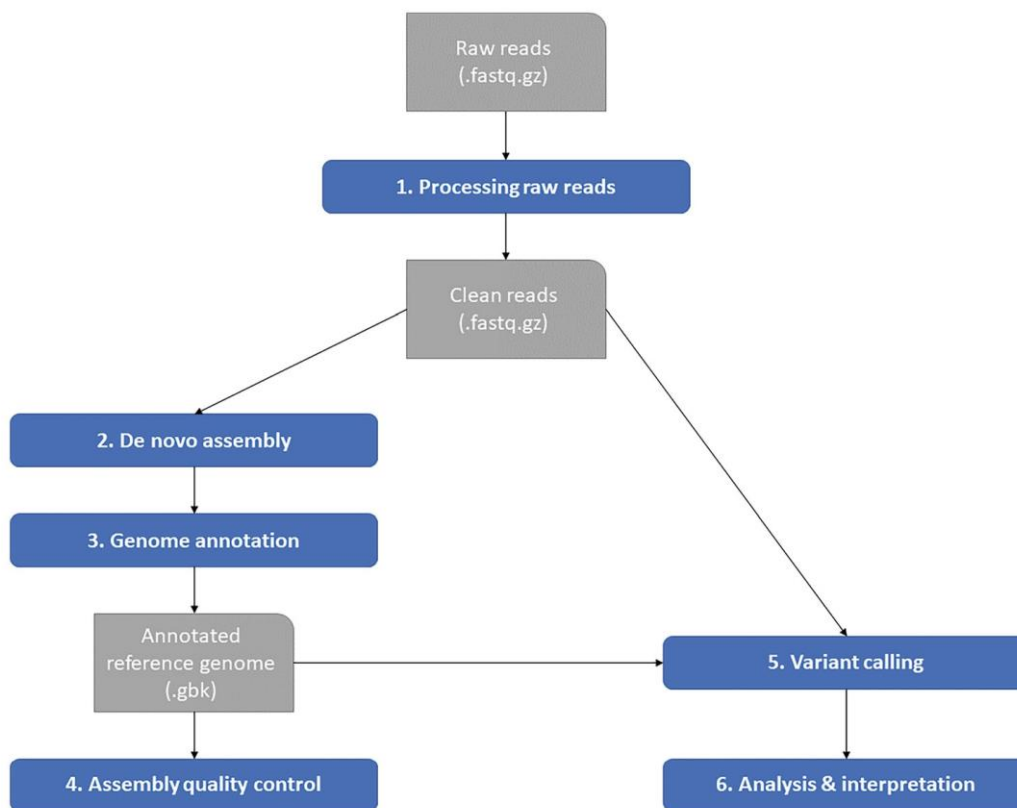 Raw reads
(.fastq.gz)
1. Processing raw reads
Clean reads
(.fastq.gz)
2. De novo assembly
3. Genome annotation
Annotated
reference genome
(.gbk)
5. Variant calling
4. Assembly quality control
6. Analysis & interpretation